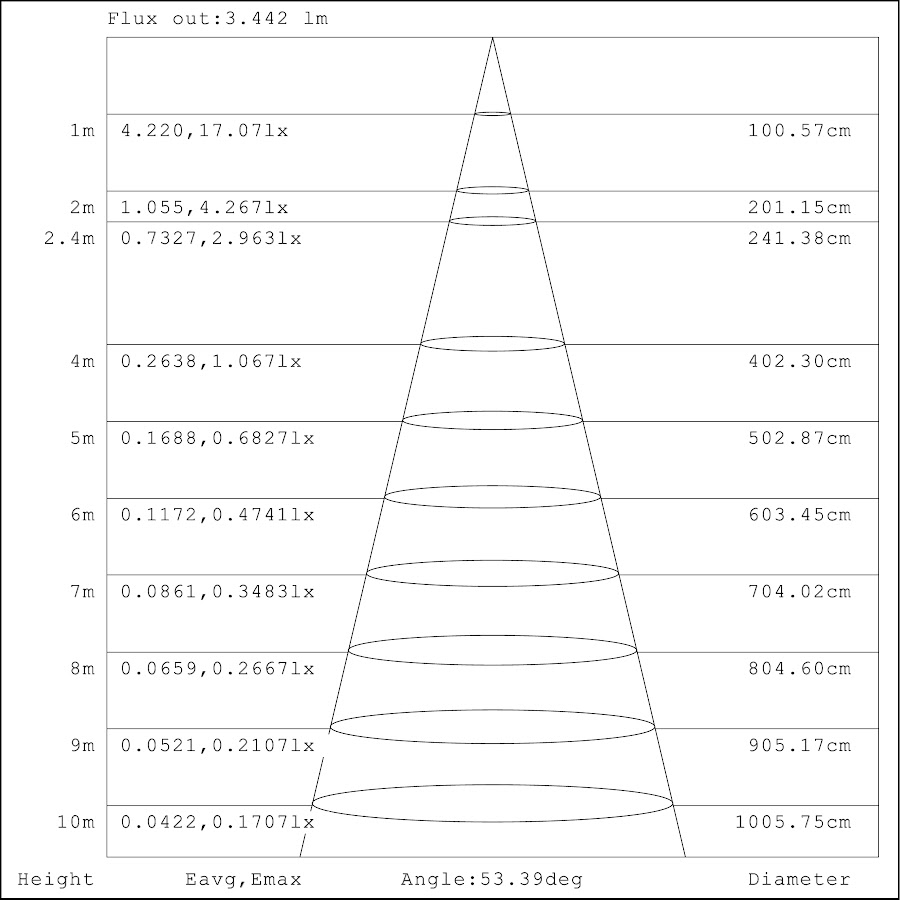 Flux out:3.442 lm
1m 4.220,17.07lx 100.57cm
2m 1.055,4.267lx 201.15cm
2.4m 0.7327,2.963lx 241.38cm
4m 0.2638,1.067lx 402.30cm
5m 0.1688,0.6827lx 502.87cm
6m 0.1172,0.4741lx 603.45cm
7m 0.0861,0.3483lx 704.02cm
8m 0.0659,0.2667lx 804.60cm
9m 0.0521,0.2107lx 905.17cm
10m 0.0422,0.1707lx 1005.75cm
Height Eavg,Emax Angle:53.39deg Diameter